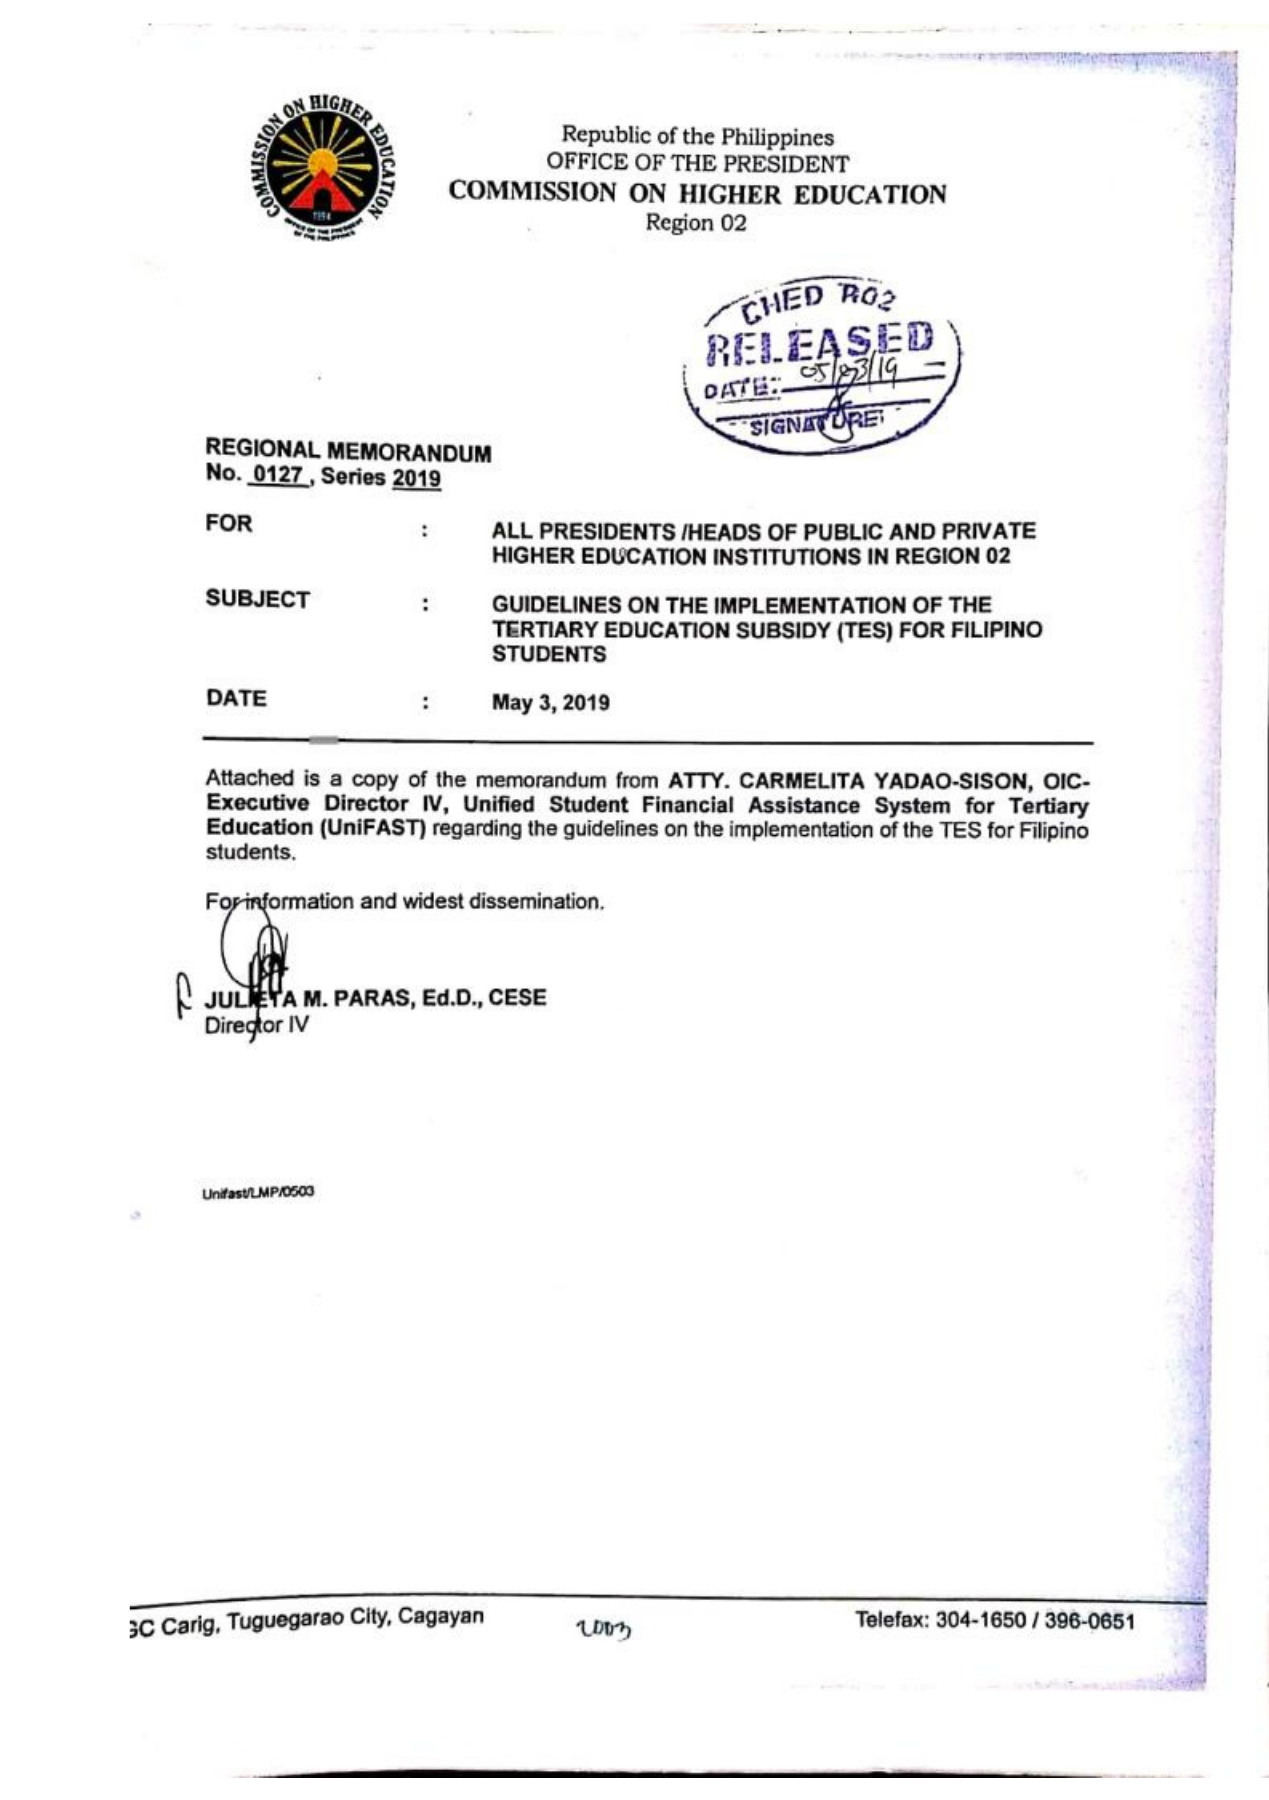 COMMISSION ON HIGHER EDUCATION
1994
OFFICE OF THE PRESIDENT
OF THE PHILIPPINES
Republic of the Philippines
OFFICE OF THE PRESIDENT
COMMISSION ON HIGHER EDUCATION
Region 02
CHED R02
RELEASED
DATE: 05/03/19
SIGNATURE:
REGIONAL MEMORANDUM
No. 0127, Series 2019
FOR : ALL PRESIDENTS /HEADS OF PUBLIC AND PRIVATE
HIGHER EDUCATION INSTITUTIONS IN REGION 02
SUBJECT : GUIDELINES ON THE IMPLEMENTATION OF THE
TERTIARY EDUCATION SUBSIDY (TES) FOR FILIPINO
STUDENTS
DATE : May 3, 2019
Attached is a copy of the memorandum from ATTY. CARMELITA YADAO-SISON, OIC-
Executive Director IV, Unified Student Financial Assistance System for Tertiary
Education (UniFAST) regarding the guidelines on the implementation of the TES for Filipino
students.
For information and widest dissemination.
JULIETA M. PARAS, Ed.D., CESE
Director IV
Unifast/LMP/0503
GC Carig, Tuguegarao City, Cagayan
2003
Telefax: 304-1650 / 396-0651